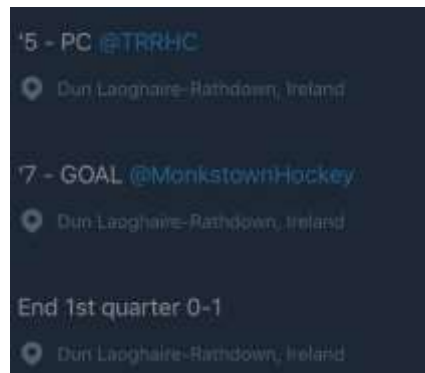 '5 - PC @TRRHC
Dun Laoghaire-Rathdown, Ireland
'7 - GOAL @MonkstownHockey
Dun Laoghaire-Rathdown, Ireland
End 1st quarter 0-1
Dun Laoghaire-Rathdown, Ireland